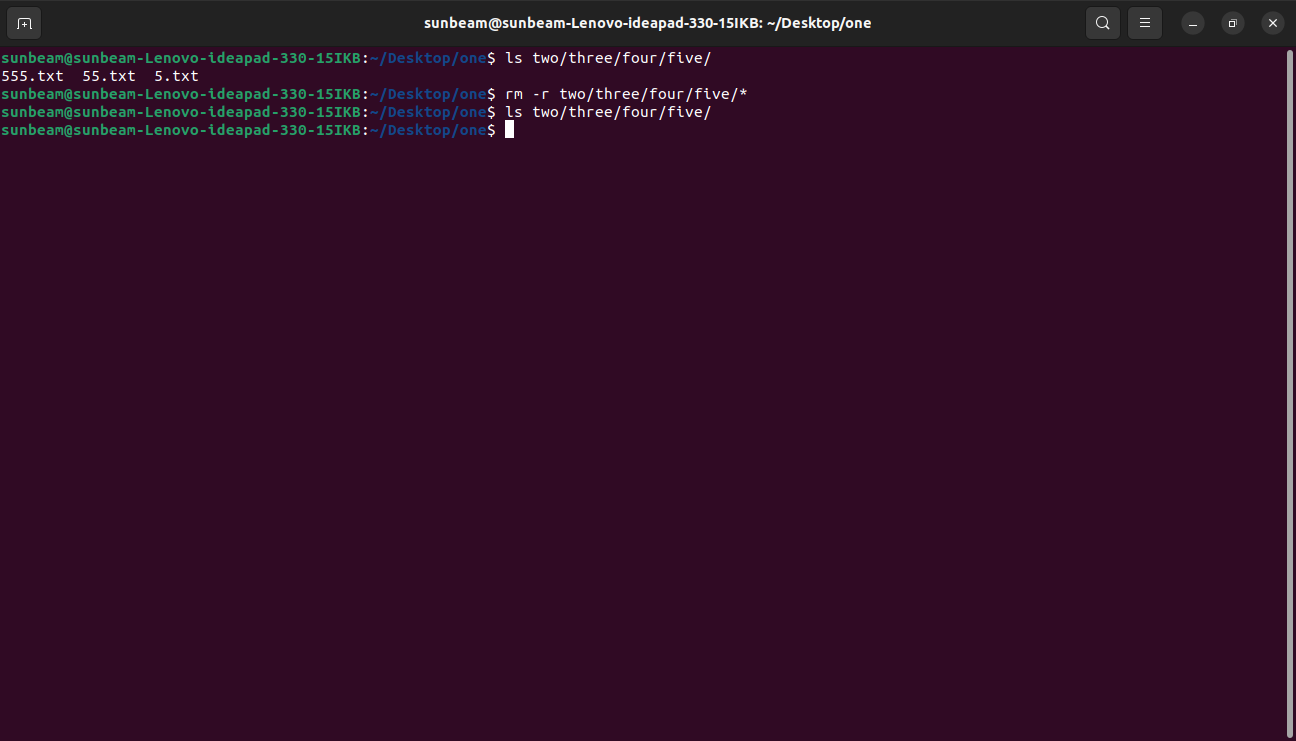 sunbeam@sunbeam-Lenovo-ideapad-330-15IKB: ~/Desktop/one
sunbeam@sunbeam-Lenovo-ideapad-330-15IKB:~/Desktop/one$ ls two/three/four/five/
555.txt  55.txt  5.txt
sunbeam@sunbeam-Lenovo-ideapad-330-15IKB:~/Desktop/one$ rm -r two/three/four/five/*
sunbeam@sunbeam-Lenovo-ideapad-330-15IKB:~/Desktop/one$ ls two/three/four/five/
sunbeam@sunbeam-Lenovo-ideapad-330-15IKB:~/Desktop/one$